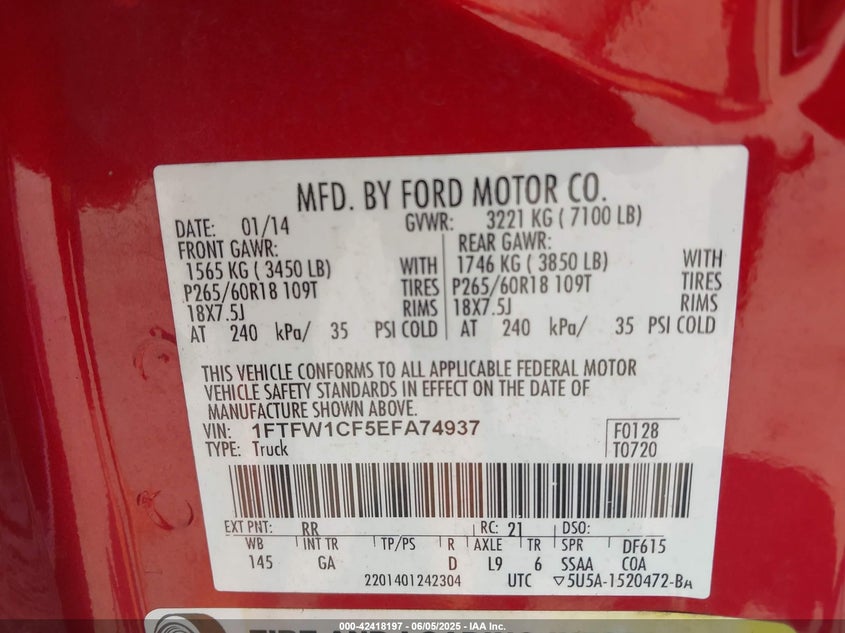 MFD. BY FORD MOTOR CO.
DATE: 01/14 GVWR: 3221 KG ( 7100 LB)
FRONT GAWR: REAR GAWR:
1565 KG ( 3450 LB) WITH 1746 KG ( 3850 LB) WITH
P265/60R18 109T TIRES P265/60R18 109T TIRES
18X7.5J RIMS 18X7.5J RIMS
AT 240 kPa/ 35 PSI COLD AT 240 kPa/ 35 PSI COLD
THIS VEHICLE CONFORMS TO ALL APPLICABLE FEDERAL MOTOR
VEHICLE SAFETY STANDARDS IN EFFECT ON THE DATE OF
MANUFACTURE SHOWN ABOVE.
VIN: 1FTFW1CF5EFA74937 F0128
TYPE: Truck T0720
EXT PNT: RR RC: 21 DSO:
WB INT TR TP/PS R AXLE TR SPR DF615
145 GA D L9 6 SSAA COA
2201401242304 UTC ▽5U5A-1520472-BA
000-42418197 - 06/05/2025 - IAA Inc.